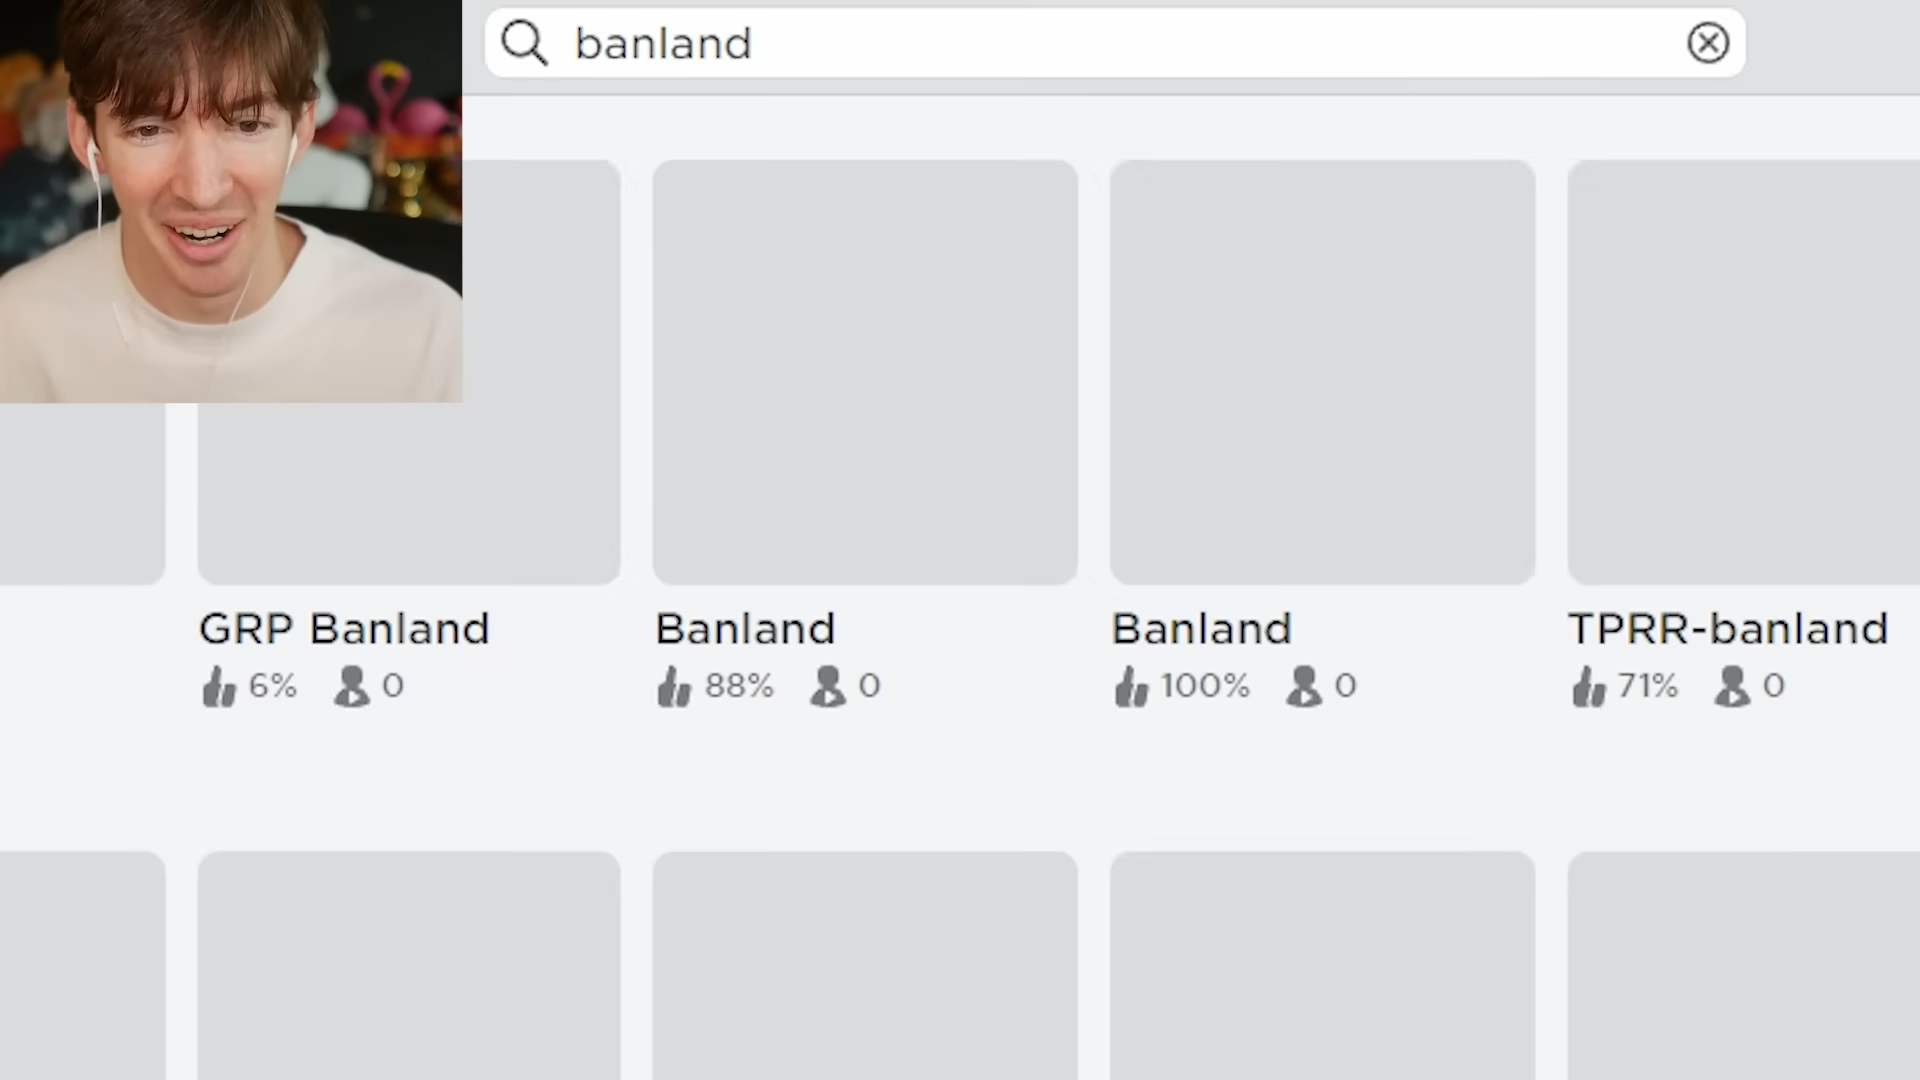 banland
GRP Banland
6% 0
Banland
88% 0
Banland
100% 0
TPRR-banland
71% 0